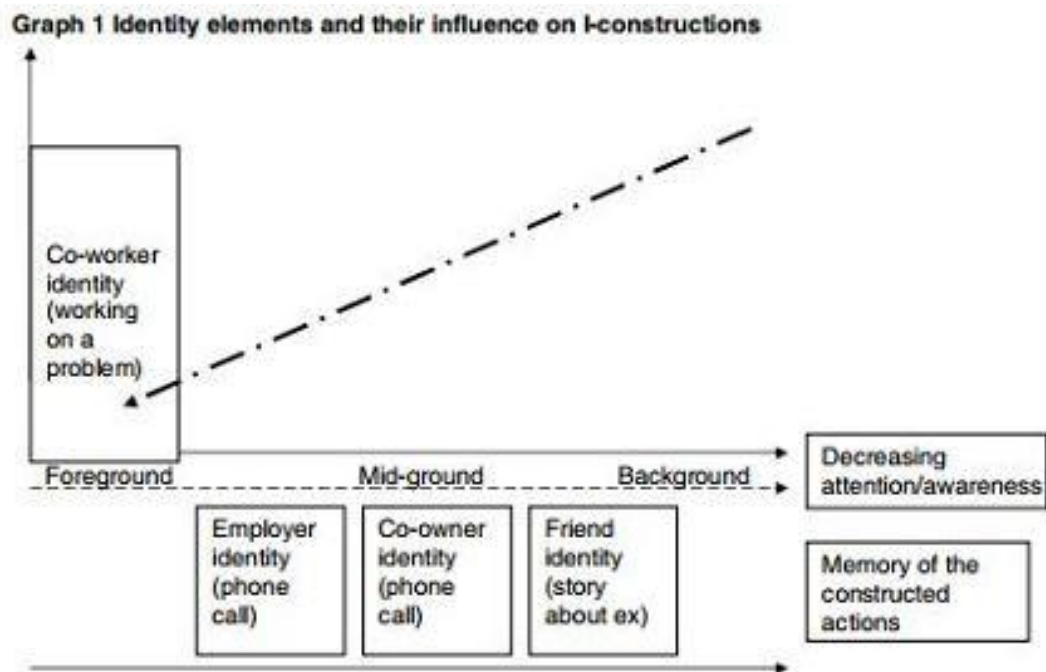 Graph 1 Identity elements and their influence on I-constructions
Co-worker
identity
(working
on a
problem)
Foreground
Mid-ground
Background
Decreasing
attention/awareness
Employer
identity
(phone
call)
Co-owner
identity
(phone
call)
Friend
identity
(story
about ex)
Memory of the
constructed
actions